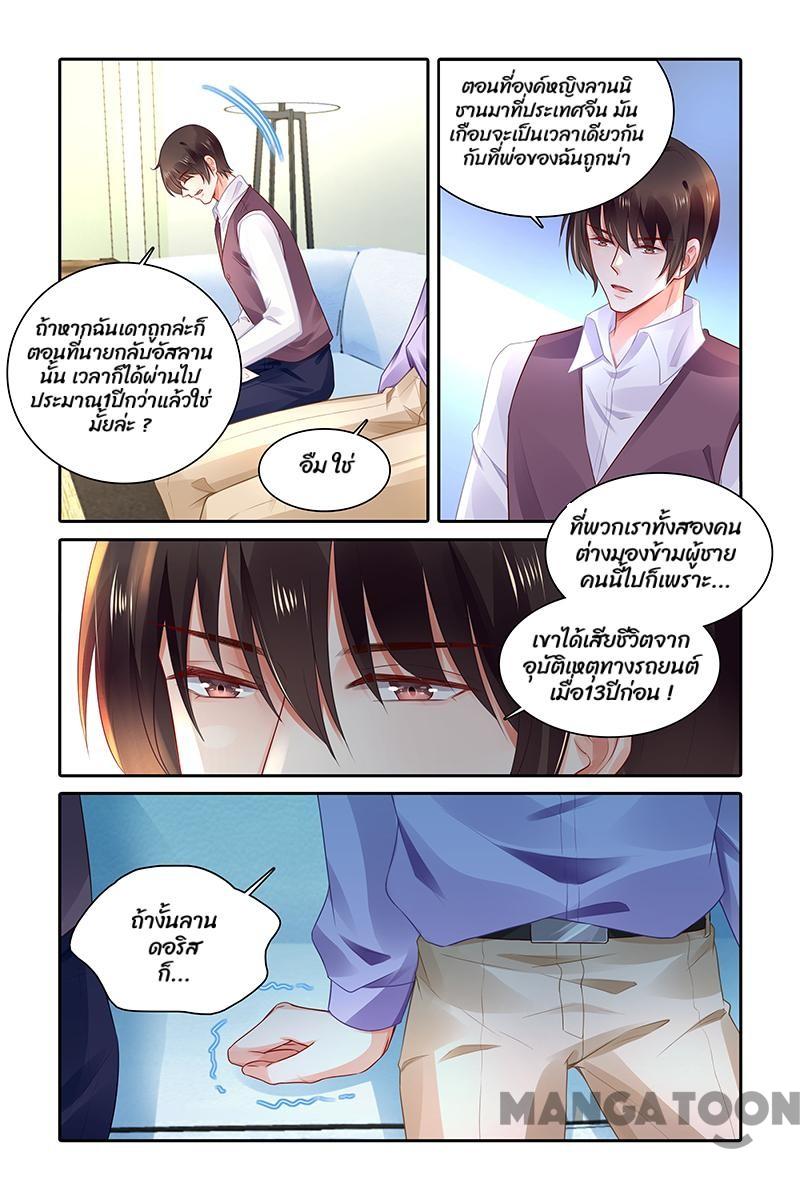 ถ้าหากฉันเดาถูกล่ะก็
ตอนที่นายกลับอัสลาน
นั้น เวลาก็ได้ผ่านไป
ประมาณ1ปีกว่าแล้วใช่
มั้ยล่ะ ?
อืม ใช่
ตอนที่องค์หญิงลานนิ
ชานมาที่ประเทศจีน มัน
เกือบจะเป็นเวลาเดียวกัน
กับที่พ่อของฉันถูกฆ่า
ที่พวกเราทั้งสองคน
ต่างมองข้ามผู้ชาย
คนนี้ไปก็เพราะ...
เขาได้เสียชีวิตจาก
อุบัติเหตุทางรถยนต์
เมื่อ13ปีก่อน !
ถ้างั้นลาน
ดอริส
ก็...
MANGATOON